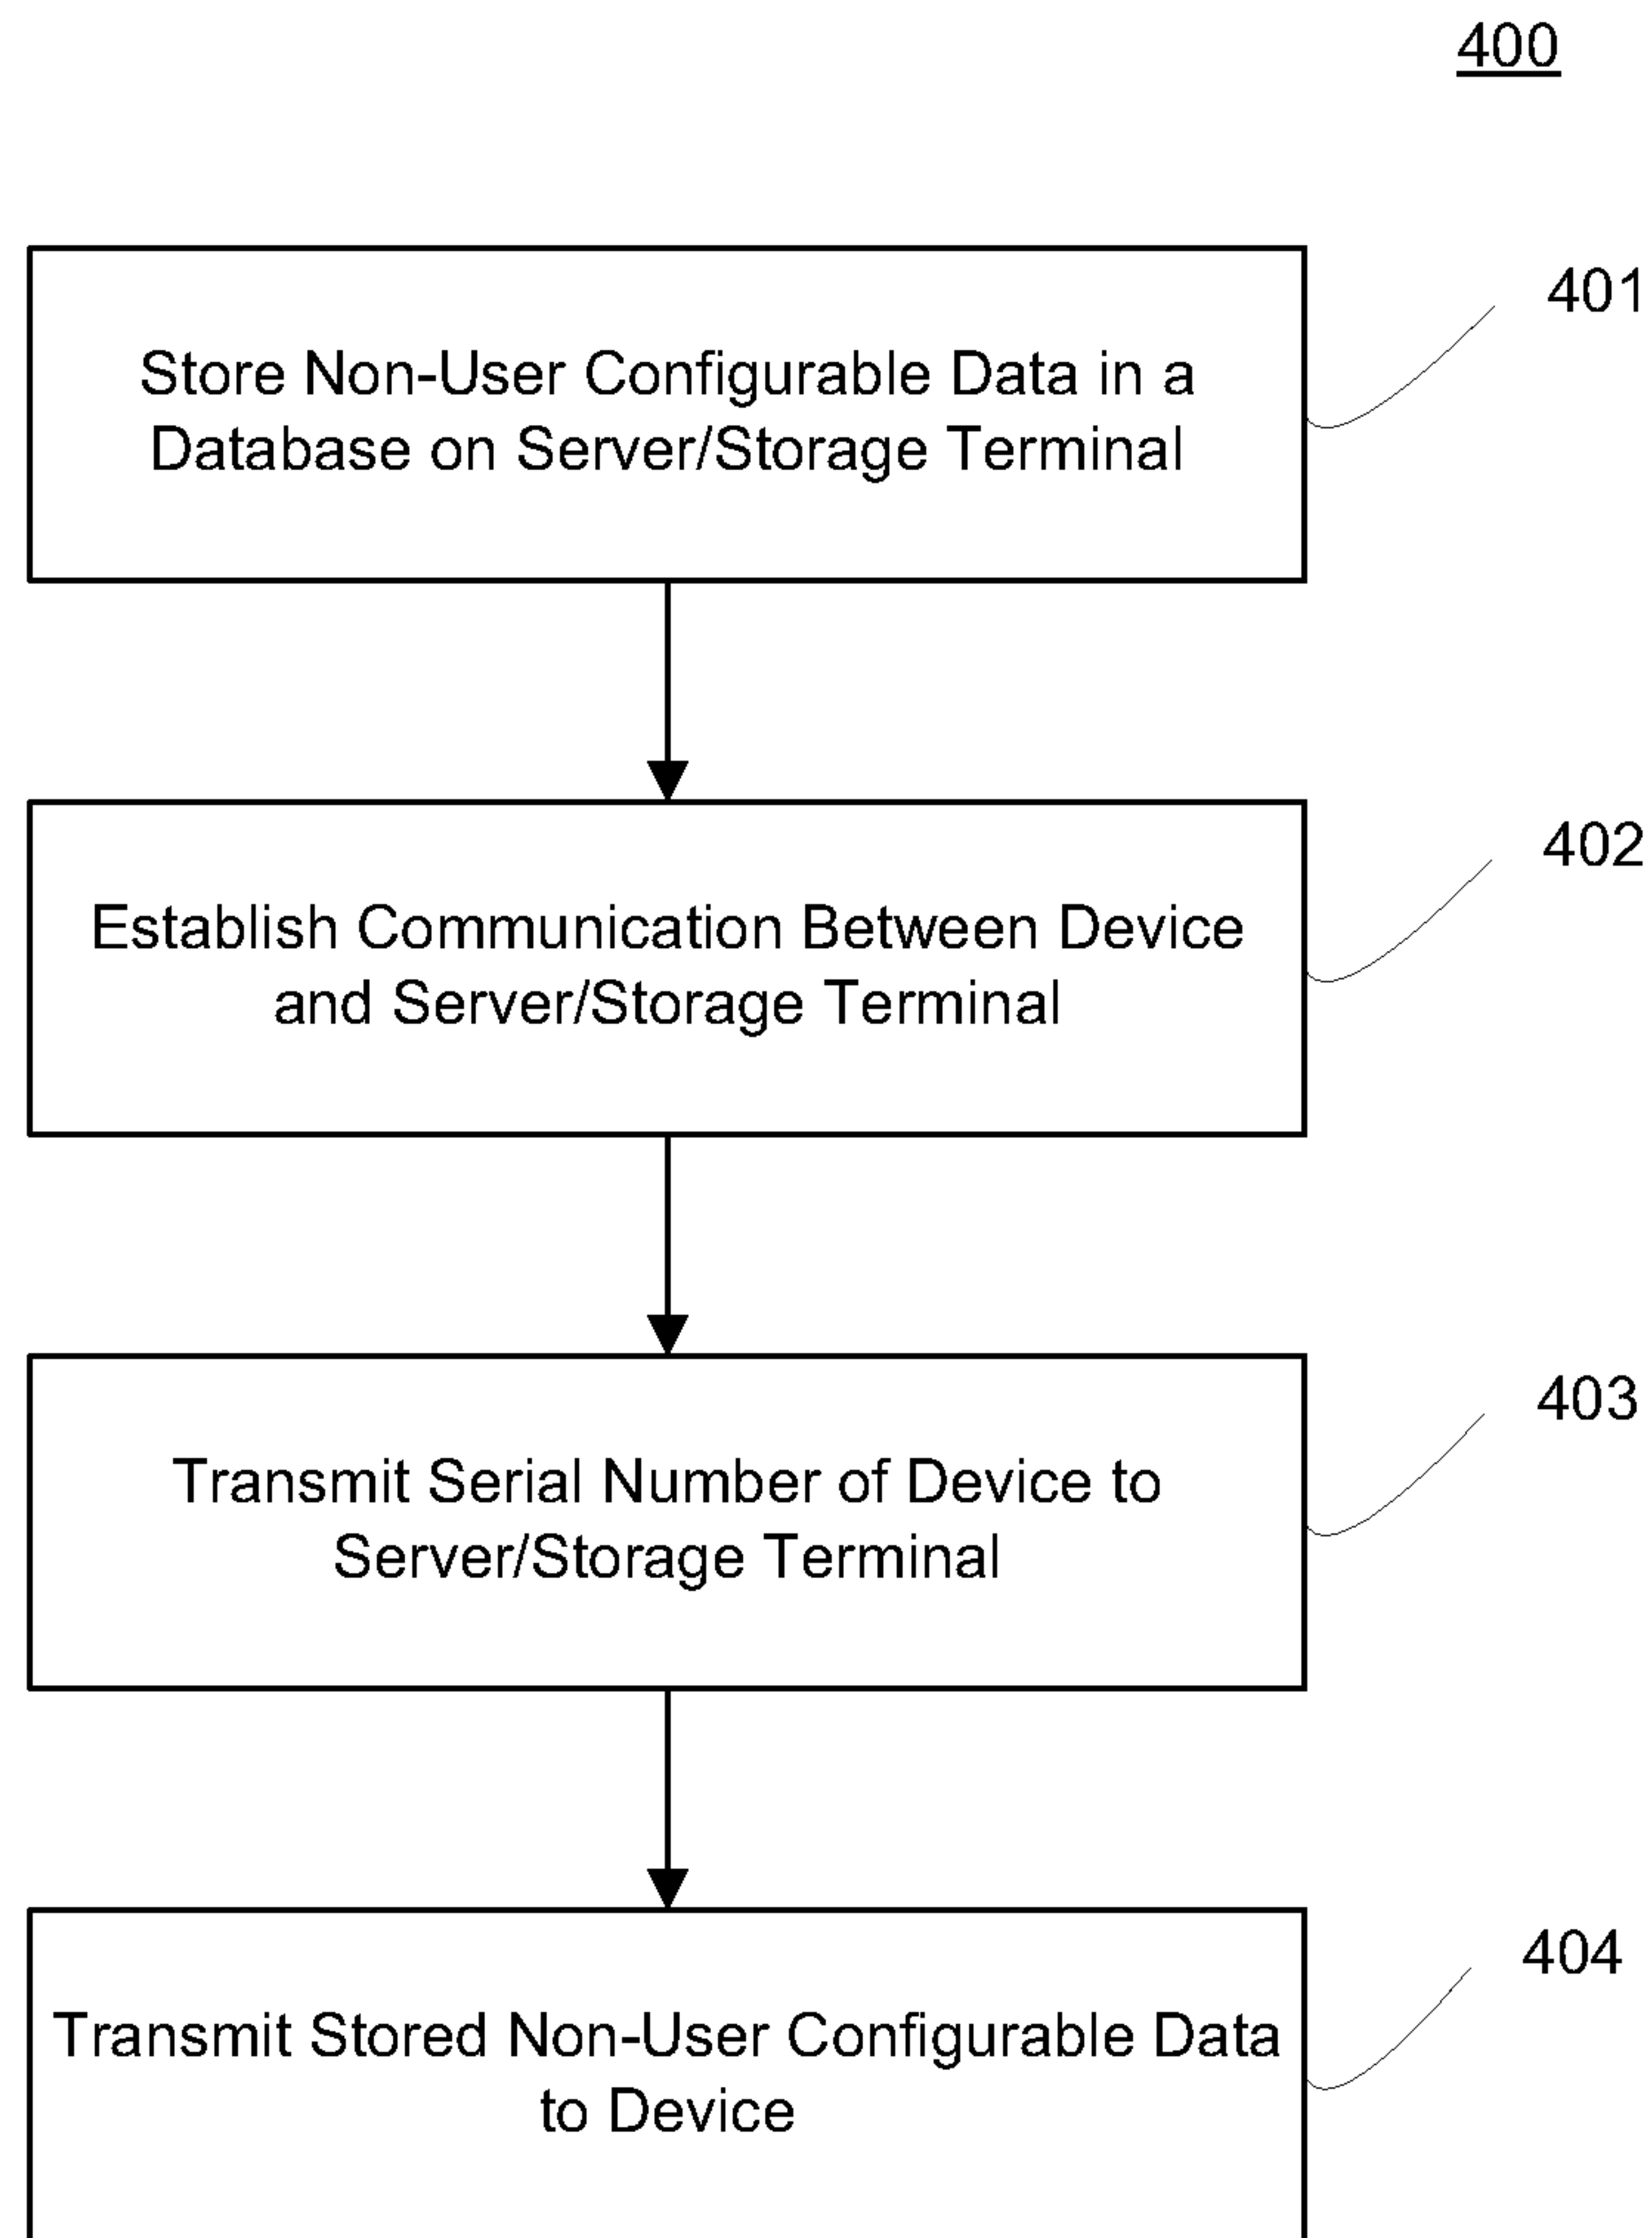 400
401
Store Non-User Configurable Data in a
Database on Server/Storage Terminal
402
Establish Communication Between Device
and Server/Storage Terminal
403
Transmit Serial Number of Device to
Server/Storage Terminal
404
Transmit Stored Non-User Configurable Data
to Device